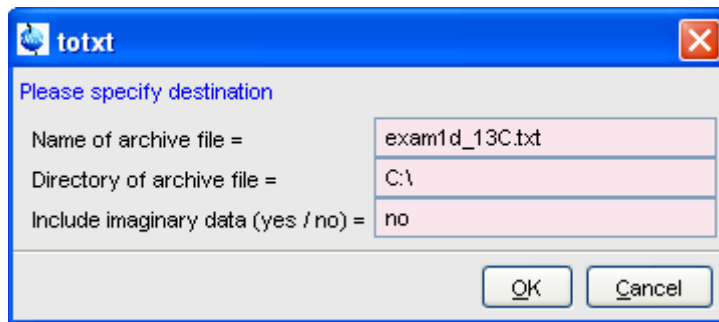 totxt
Please specify destination
Name of archive file = exam1d_13C.txt
Directory of archive file = C:\
Include imaginary data (yes / no) = no
OK Cancel